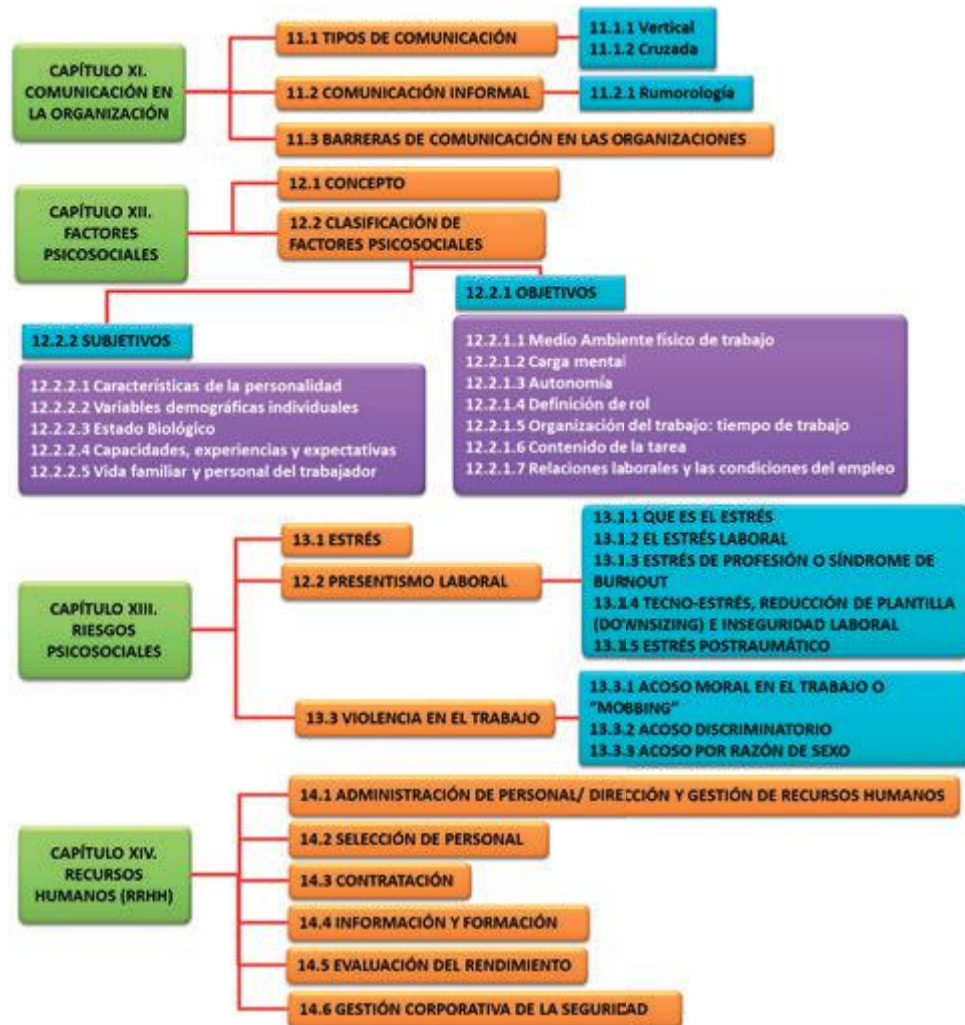 CAPÍTULO XI.
COMUNICACIÓN EN
LA ORGANIZACIÓN
11.1 TIPOS DE COMUNICACIÓN
11.1.1 Vertical
11.1.2 Cruzada
11.2 COMUNICACIÓN INFORMAL
11.2.1 Rumorología
11.3 BARRERAS DE COMUNICACIÓN EN LAS ORGANIZACIONES
CAPÍTULO XII.
FACTORES
PSICOSOCIALES
12.1 CONCEPTO
12.2 CLASIFICACIÓN DE
FACTORES PSICOSOCIALES
12.2.2 SUBJETIVOS
12.2.2.1 Características de la personalidad
12.2.2.2 Variables demográficas individuales
12.2.2.3 Estado Biológico
12.2.2.4 Capacidades, experiencias y expectativas
12.2.2.5 Vida familiar y personal del trabajador
12.2.1 OBJETIVOS
12.2.1.1 Medio Ambiente físico de trabajo
12.2.1.2 Carga mental
12.2.1.3 Autonomía
12.2.1.4 Definición de rol
12.2.1.5 Organización del trabajo: tiempo de trabajo
12.2.1.6 Contenido de la tarea
12.2.1.7 Relaciones laborales y las condiciones del empleo
CAPÍTULO XIII.
RIESGOS
PSICOSOCIALES
13.1 ESTRÉS
12.2 PRESENTISMO LABORAL
13.1.1 QUE ES EL ESTRÉS
13.1.2 EL ESTRÉS LABORAL
13.1.3 ESTRÉS DE PROFESIÓN O SÍNDROME DE
BURNOUT
13.1.4 TECNO-ESTRÉS, REDUCCIÓN DE PLANTILLA
(DOWNSIZING) E INSEGURIDAD LABORAL
13.1.5 ESTRÉS POSTRAUMÁTICO
13.3 VIOLENCIA EN EL TRABAJO
13.3.1 ACOSO MORAL EN EL TRABAJO O
"MOBBING"
13.3.2 ACOSO DISCRIMINATORIO
13.3.3 ACOSO POR RAZÓN DE SEXO
CAPÍTULO XIV.
RECURSOS
HUMANOS (RRHH)
14.1 ADMINISTRACIÓN DE PERSONAL/ DIRECCIÓN Y GESTIÓN DE RECURSOS HUMANOS
14.2 SELECCIÓN DE PERSONAL
14.3 CONTRATACIÓN
14.4 INFORMACIÓN Y FORMACIÓN
14.5 EVALUACIÓN DEL RENDIMIENTO
14.6 GESTIÓN CORPORATIVA DE LA SEGURIDAD